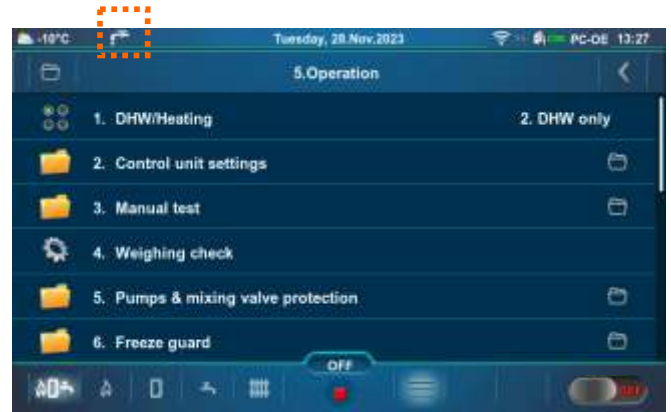 -10°C Tuesday, 28.Nov.2023 PC-OE 13:27
5.Operation
1. DHW/Heating 2. DHW only
2. Control unit settings
3. Manual test
4. Weighing check
5. Pumps & mixing valve protection
6. Freeze guard
OFF
OFF